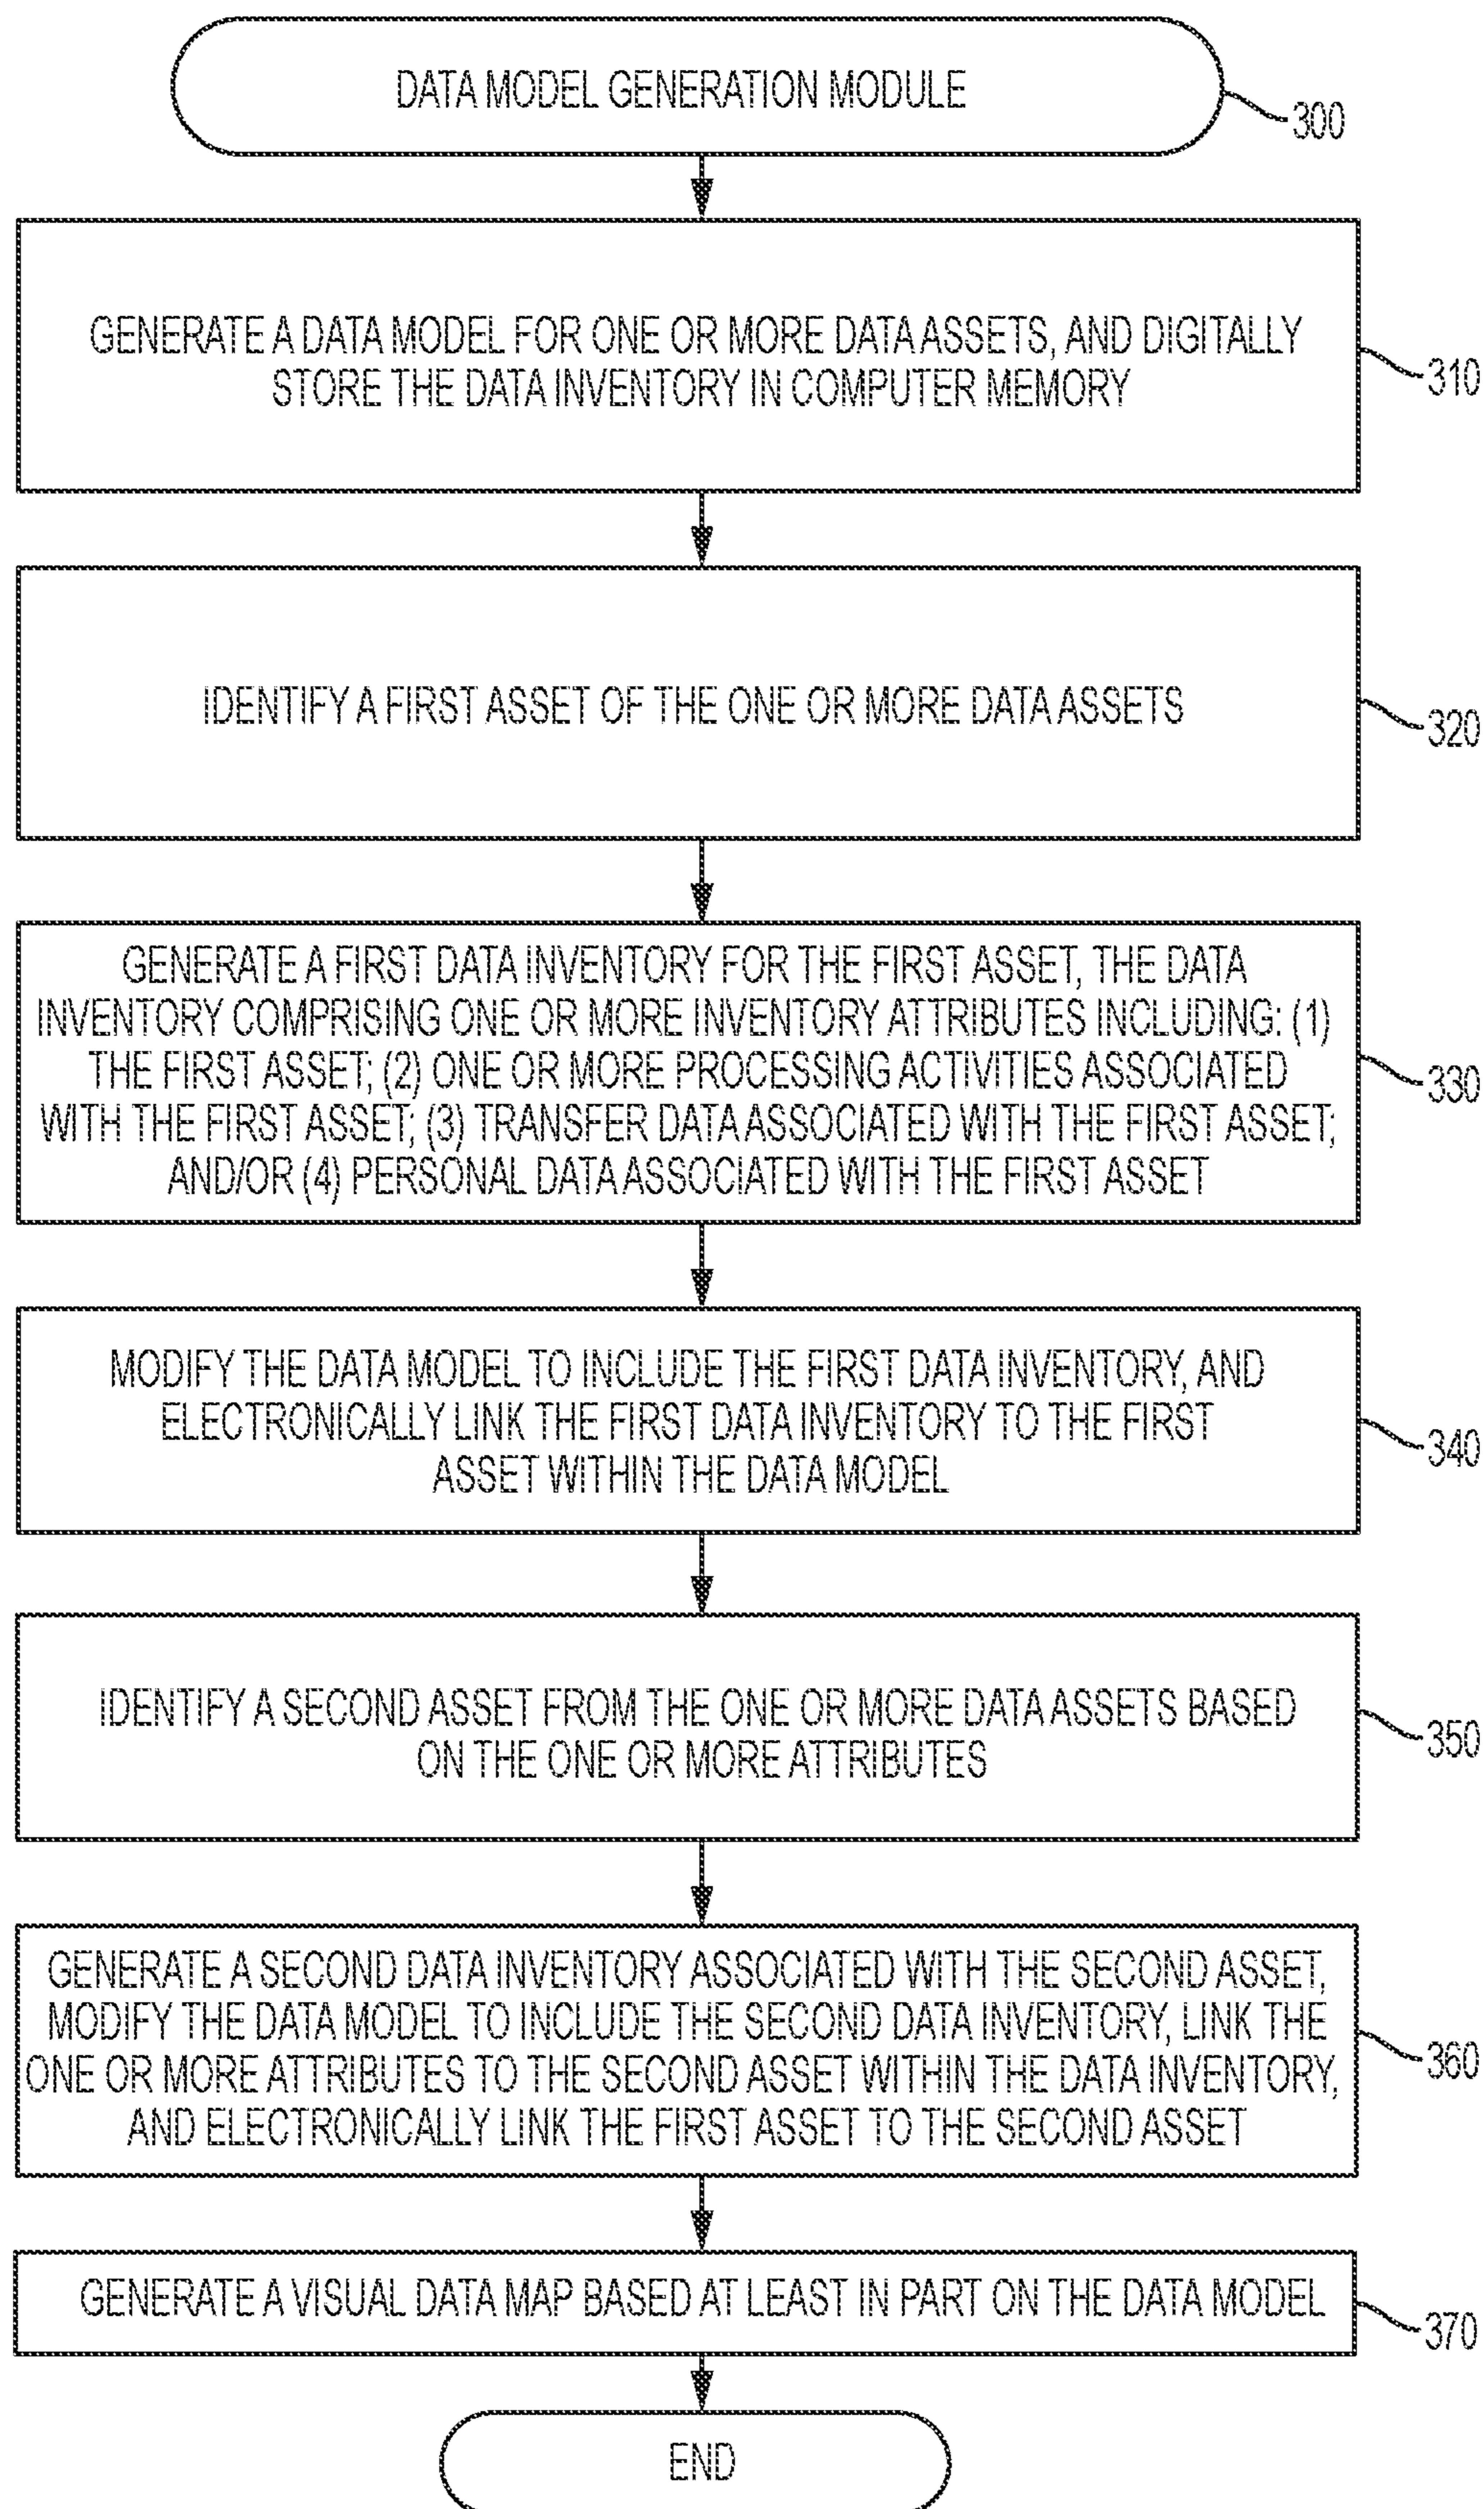 DATA MODEL GENERATION MODULE
300
GENERATE A DATA MODEL FOR ONE OR MORE DATA ASSETS, AND DIGITALLY
STORE THE DATA INVENTORY IN COMPUTER MEMORY
310
IDENTIFY A FIRST ASSET OF THE ONE OR MORE DATA ASSETS
320
GENERATE A FIRST DATA INVENTORY FOR THE FIRST ASSET, THE DATA
INVENTORY COMPRISING ONE OR MORE INVENTORY ATTRIBUTES INCLUDING: (1)
THE FIRST ASSET; (2) ONE OR MORE PROCESSING ACTIVITIES ASSOCIATED
WITH THE FIRST ASSET; (3) TRANSFER DATA ASSOCIATED WITH THE FIRST ASSET;
AND/OR (4) PERSONAL DATA ASSOCIATED WITH THE FIRST ASSET
330
MODIFY THE DATA MODEL TO INCLUDE THE FIRST DATA INVENTORY, AND
ELECTRONICALLY LINK THE FIRST DATA INVENTORY TO THE FIRST
ASSET WITHIN THE DATA MODEL
340
IDENTIFY A SECOND ASSET FROM THE ONE OR MORE DATA ASSETS BASED
ON THE ONE OR MORE ATTRIBUTES
350
GENERATE A SECOND DATA INVENTORY ASSOCIATED WITH THE SECOND ASSET,
MODIFY THE DATA MODEL TO INCLUDE THE SECOND DATA INVENTORY, LINK THE
ONE OR MORE ATTRIBUTES TO THE SECOND ASSET WITHIN THE DATA INVENTORY,
AND ELECTRONICALLY LINK THE FIRST ASSET TO THE SECOND ASSET
360
GENERATE A VISUAL DATA MAP BASED AT LEAST IN PART ON THE DATA MODEL
370
END